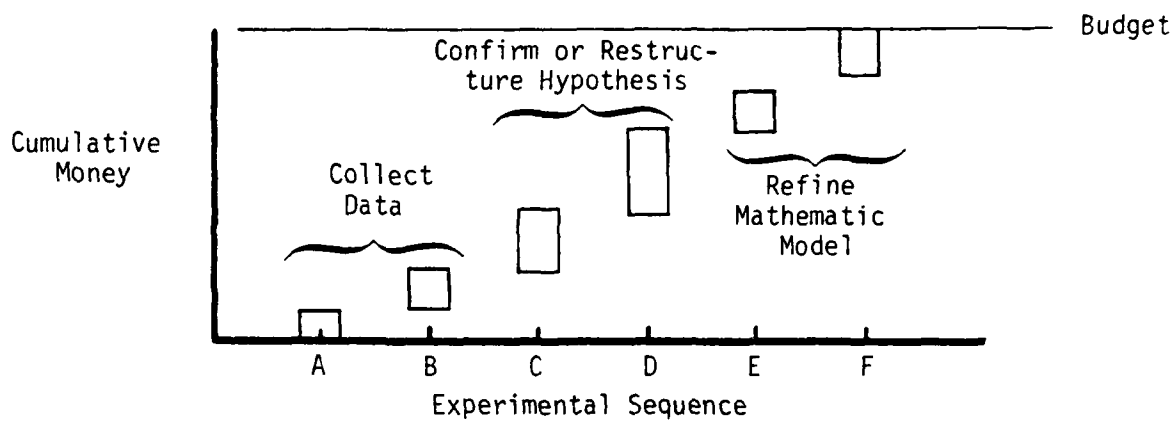 Budget
Confirm or Restruc-
ture Hypothesis
Cumulative
Money
Collect
Data
Refine
Mathematic
Model
A B C D E F
Experimental Sequence